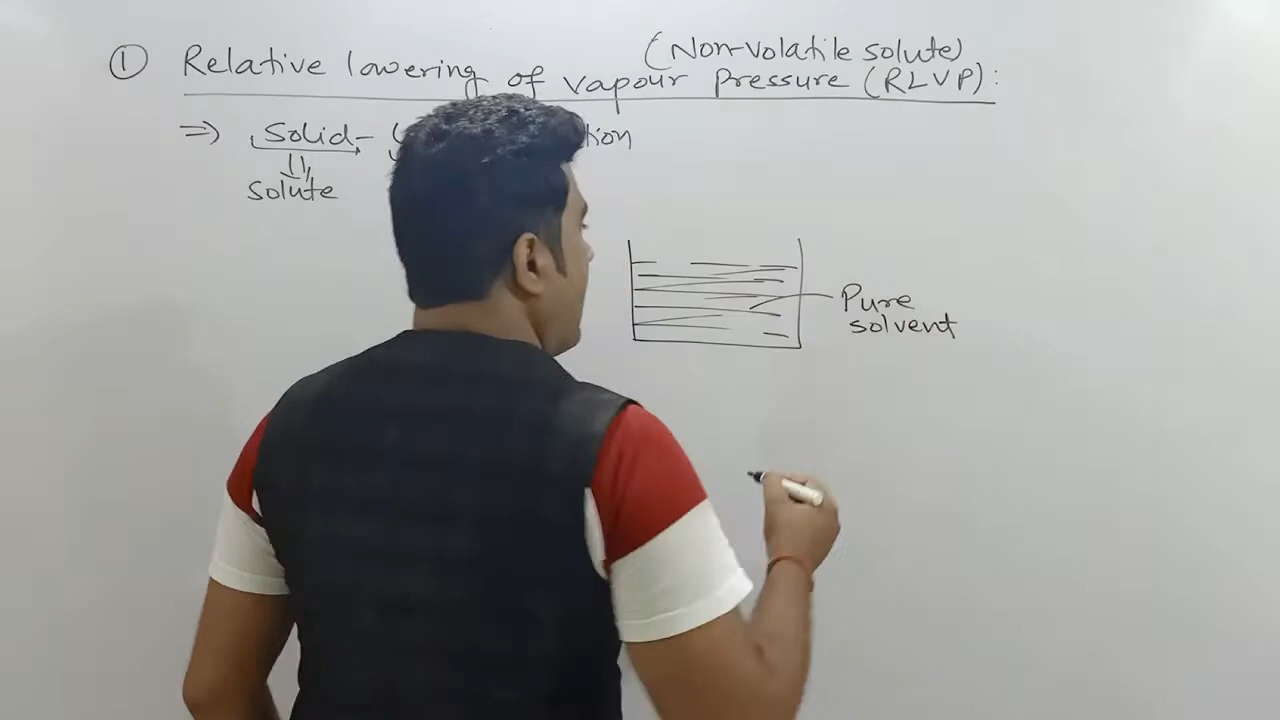 ① Relative lowering of vapour pressure (RLVP):
(Non-volatile solute)
⇒ Solid-
solute
Pure
solvent